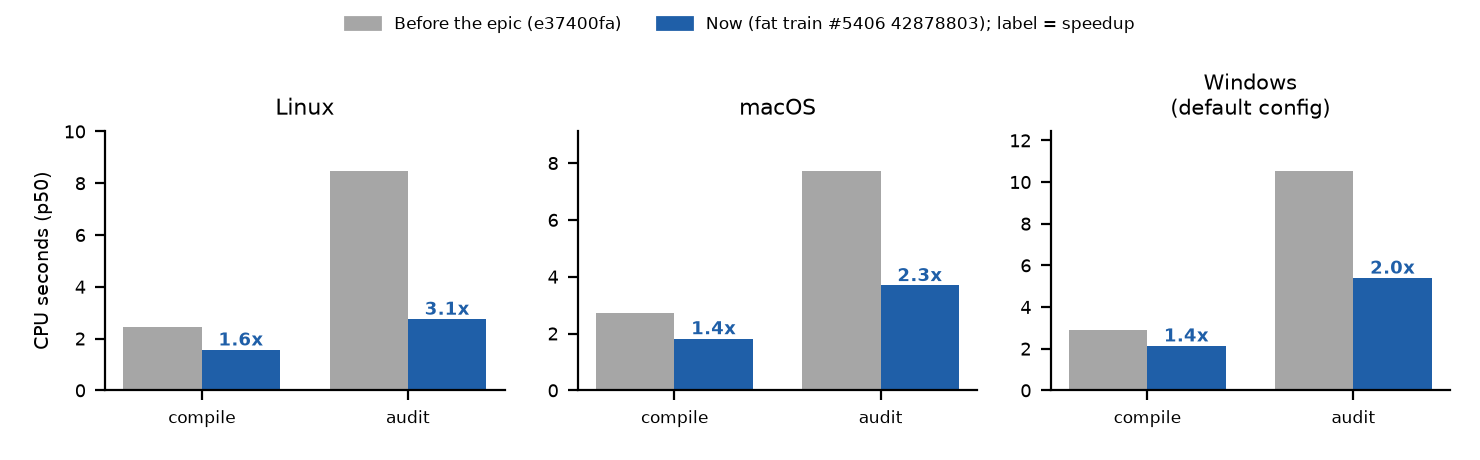 Before the epic (e37400fa)
Now (fat train #5406 42878803); label = speedup
Linux
CPU seconds (p50)
10
8
6
4
2
0
1.6x
3.1x
compile
audit
macOS
8
6
4
2
0
1.4x
2.3x
compile
audit
Windows
(default config)
12
10
8
6
4
2
0
1.4x
2.0x
compile
audit